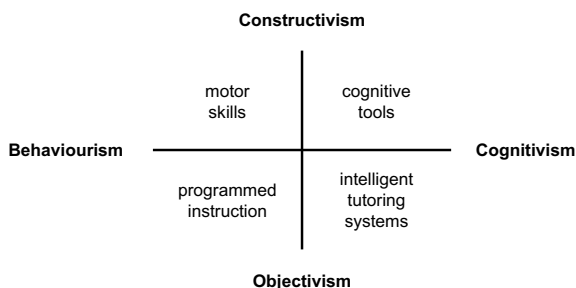 Constructivism
motor
skills
cognitive
tools
Behaviourism
Cognitivism
programmed
instruction
intelligent
tutoring
systems
Objectivism